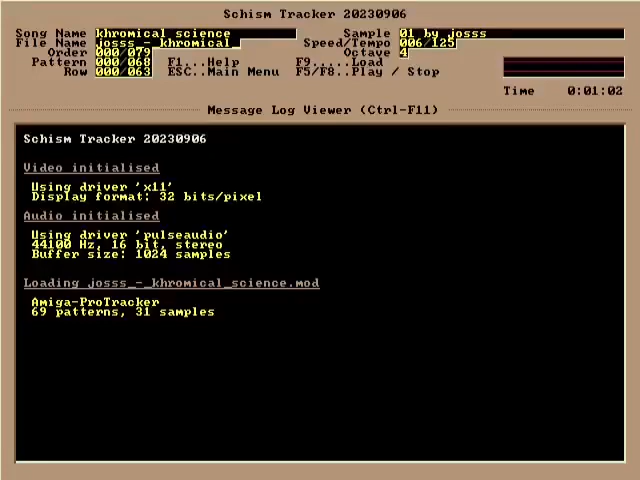 Schism Tracker 20230906
Song Name khromical science Sample 01 by josss
File Name josss_-_khromical_ Speed/Tempo 006/125
Order 000/079 Octave 4
Pattern 000/068 F1...Help F9.....Load
Row 000/063 ESC..Main Menu F5/F8..Play / Stop
Time 0:01:02
Message Log Viewer (Ctrl-F11)
Schism Tracker 20230906
Video initialised
Using driver 'x11'
Display format: 32 bits/pixel
Audio initialised
Using driver 'pulseaudio'
44100 Hz, 16 bit, stereo
Buffer size: 1024 samples
Loading josss_-_khromical_science.mod
Amiga-ProTracker
69 patterns, 31 samples